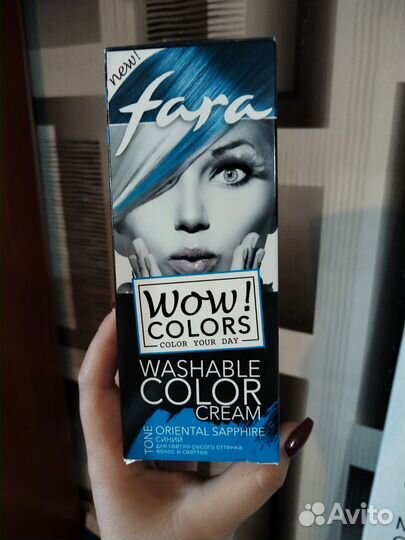 new!
fara
WOW!
COLORS
COLOR YOUR DAY
WASHABLE
COLOR
CREAM
TONE
ORIENTAL SAPPHIRE
СИНИЙ
для светло-русого оттенка
волос и светлее
Avito